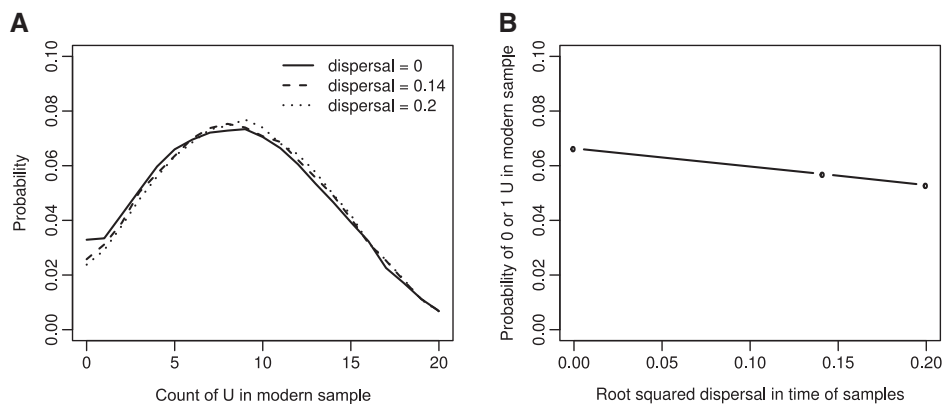 A
Probability
0.00 0.02 0.04 0.06 0.08 0.10
dispersal = 0
dispersal = 0.14
dispersal = 0.2
0 5 10 15 20
Count of U in modern sample
B
Probability of 0 or 1 U in modern sample
0.00 0.02 0.04 0.06 0.08 0.10
0.00 0.05 0.10 0.15 0.20
Root squared dispersal in time of samples